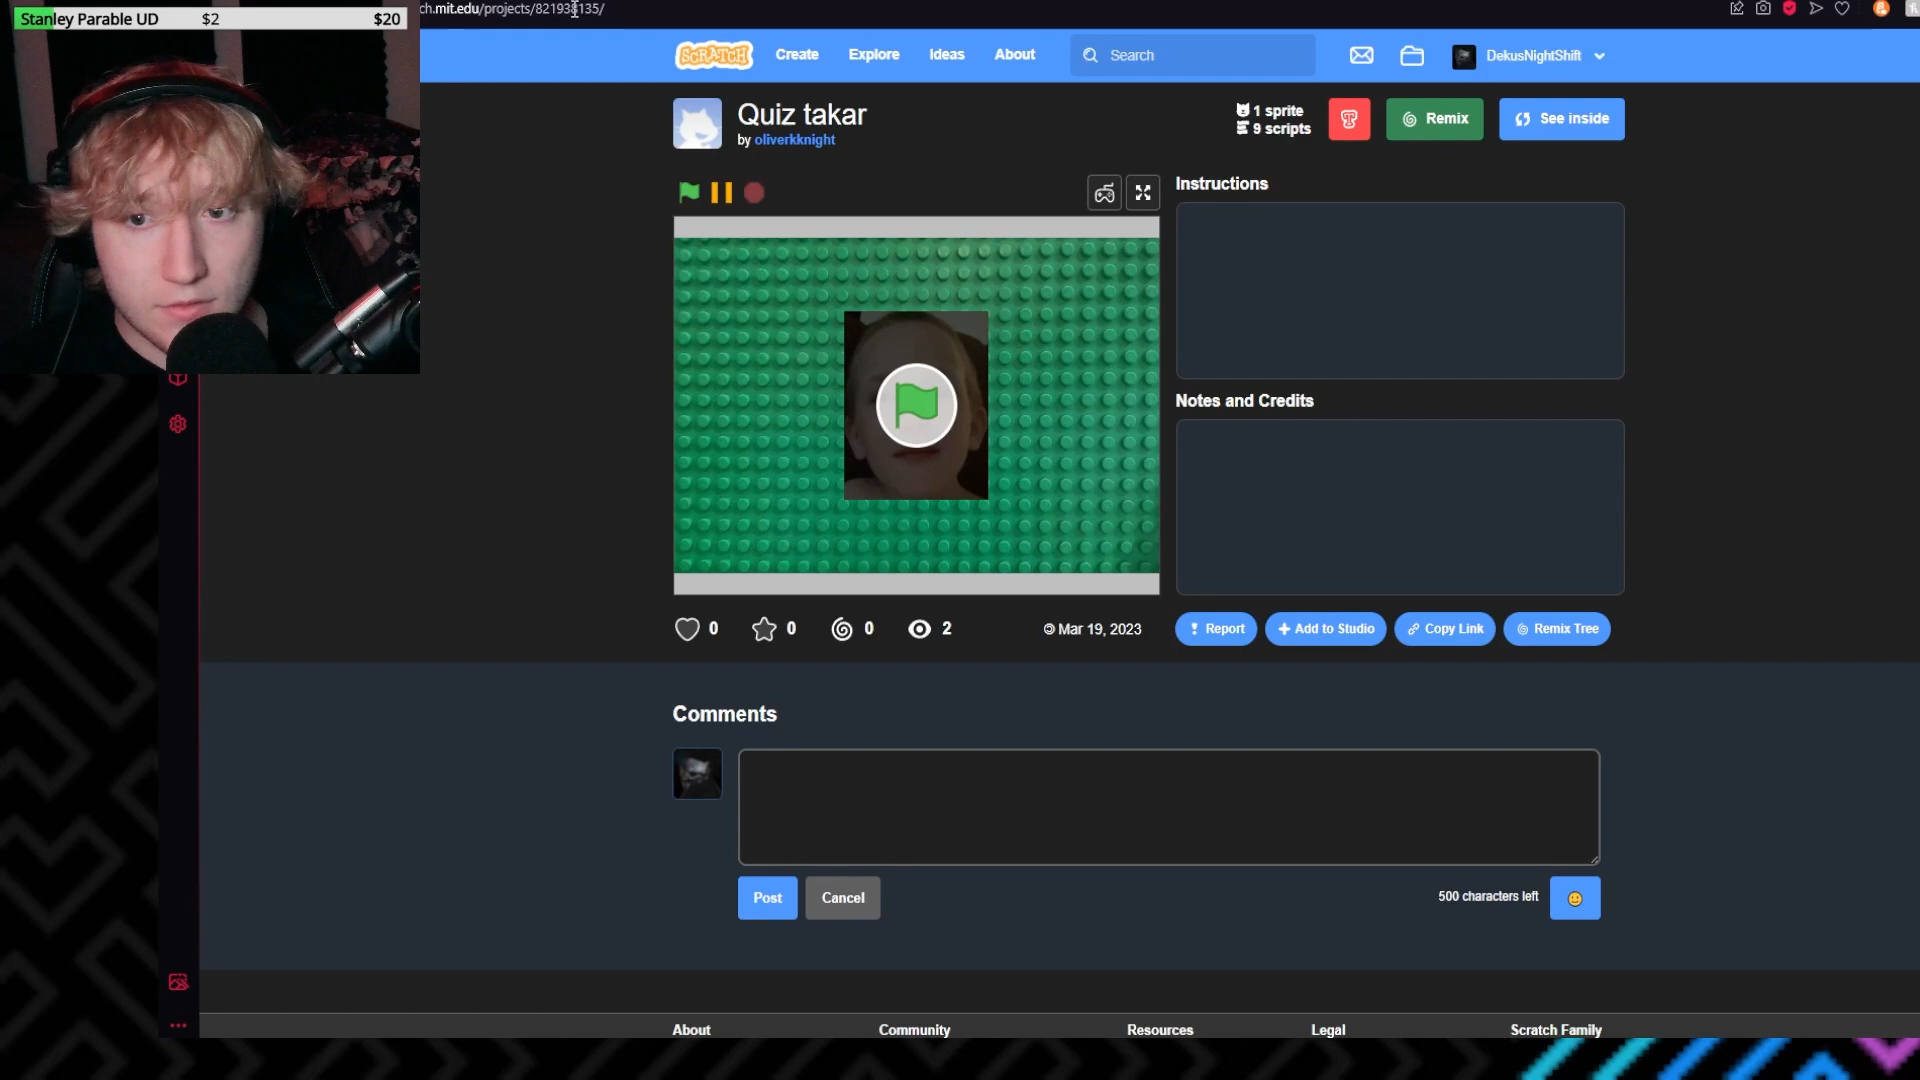 Stanley Parable UD $2 $20
ch.mit.edu/projects/821938135/
SCRATCH Create Explore Ideas About Search DekusNightShift
Quiz takar
by oliverkknight
1 sprite
9 scripts
Remix
See inside
Instructions
Notes and Credits
0 0 0 2
Mar 19, 2023
Report Add to Studio Copy Link Remix Tree
Comments
Post Cancel
500 characters left
About Community Resources Legal Scratch Family